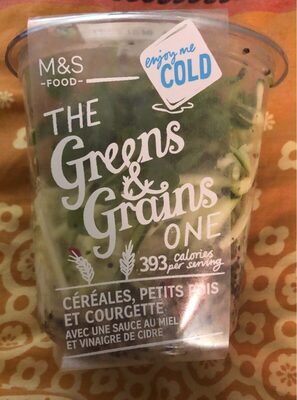 M&S
FOOD
enjoy me
COLD
THE
Greens
& Grains
ONE
393 calories per serving
CÉRÉALES, PETITS POIS
ET COURGETTE
AVEC UNE SAUCE AU MIEL
ET VINAIGRE DE CIDRE